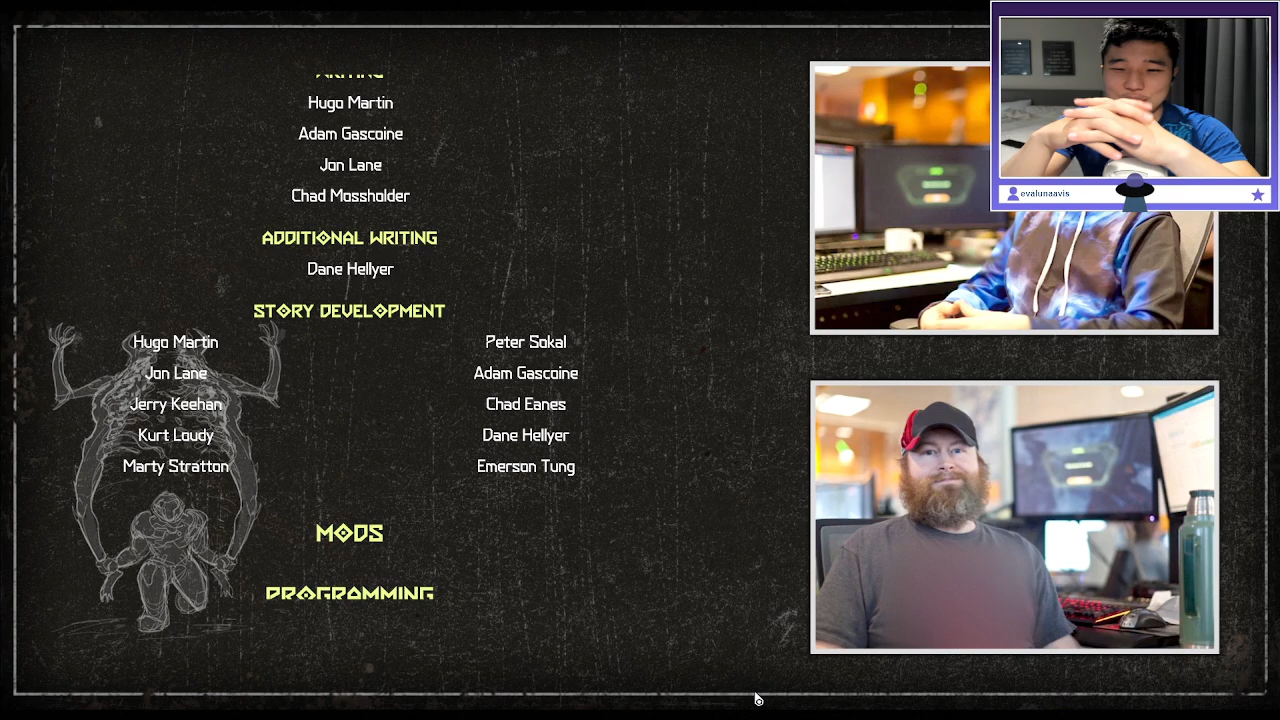 WRITING
Hugo Martin
Adam Gascoine
Jon Lane
Chad Mossholder
ADDITIONAL WRITING
Dane Hellyer
STORY DEVELOPMENT
Hugo Martin
Peter Sokal
Jon Lane
Adam Gascoine
Jerry Keehan
Chad Eanes
Kurt Loudy
Dane Hellyer
Marty Stratton
Emerson Tung
MODS
PROGRAMMING
evalunaavis